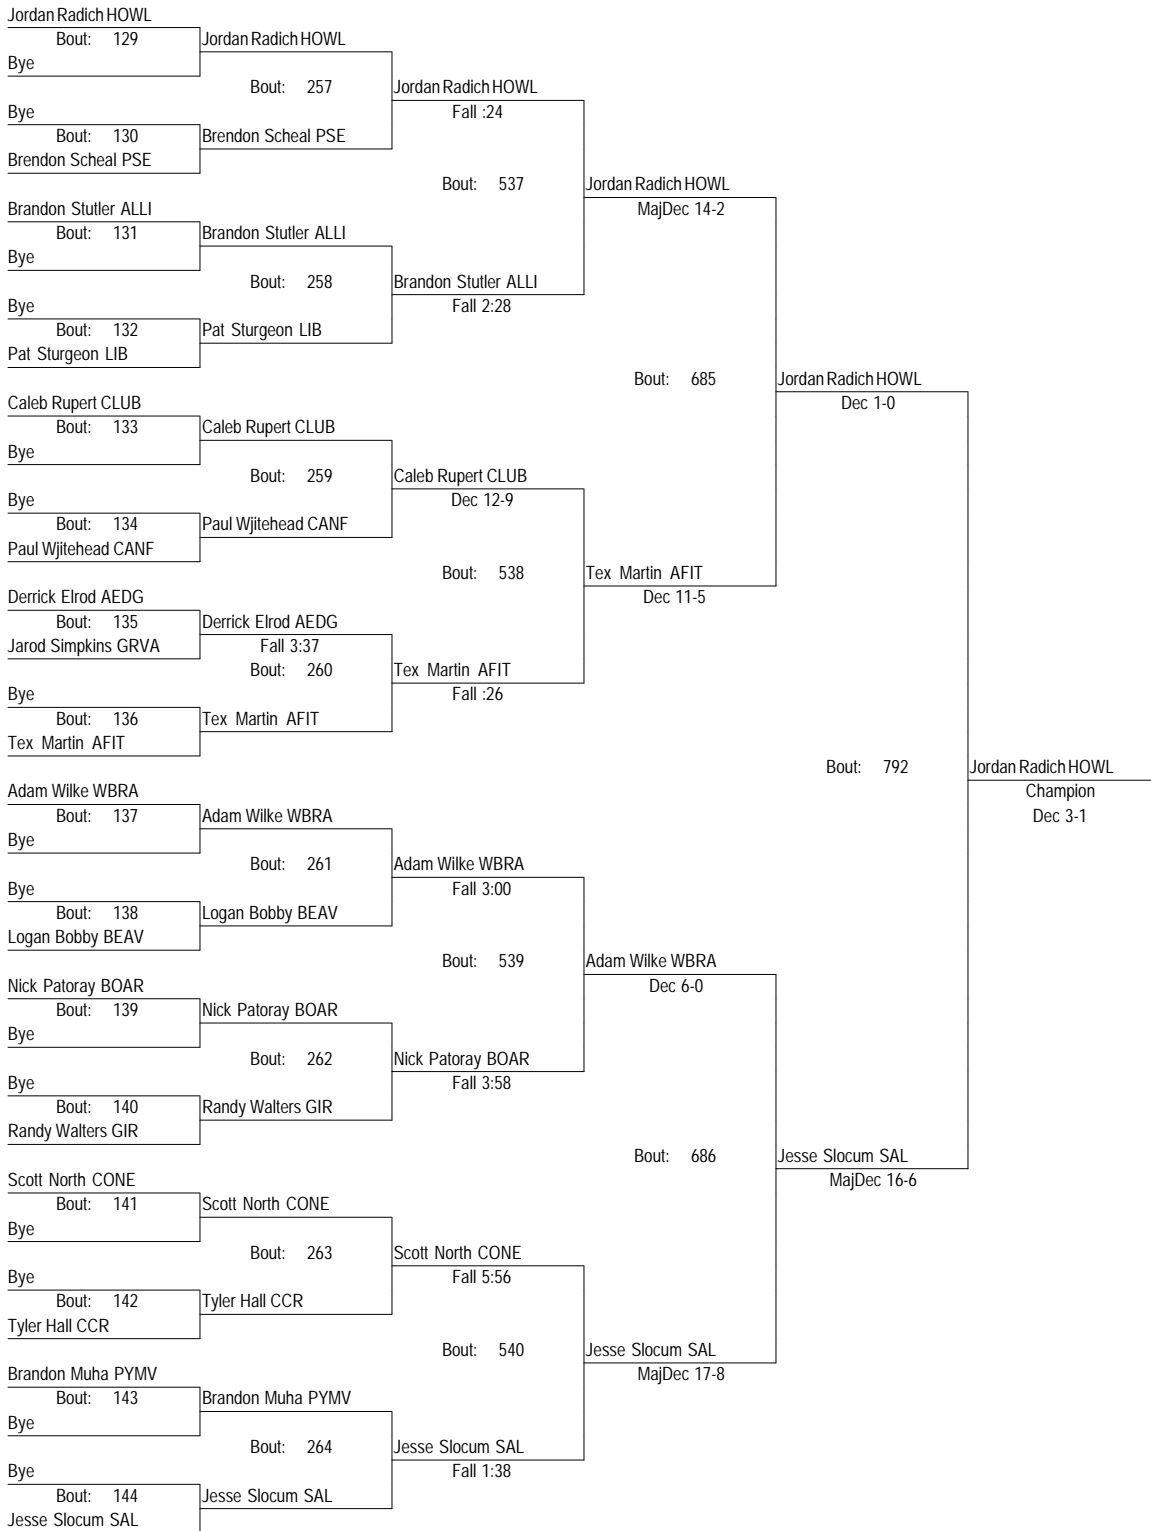 Jordan Radich HOWL
Bout: 129 Jordan Radich HOWL
Bye
Bout: 257 Jordan Radich HOWL
Bye Fall :24
Bout: 130 Brendon Scheal PSE
Brendon Scheal PSE
Bout: 537 Jordan Radich HOWL
Brandon Stutler ALLI MajDec 14-2
Bout: 131 Brandon Stutler ALLI
Bye
Bout: 258 Brandon Stutler ALLI
Bye Fall 2:28
Bout: 132 Pat Sturgeon LIB
Pat Sturgeon LIB
Bout: 685 Jordan Radich HOWL
Caleb Rupert CLUB Dec 1-0
Bout: 133 Caleb Rupert CLUB
Bye
Bout: 259 Caleb Rupert CLUB
Bye Dec 12-9
Bout: 134 Paul Wjitehead CANF
Paul Wjitehead CANF
Bout: 538 Tex Martin AFIT
Derrick Elrod AEDG Dec 11-5
Bout: 135 Derrick Elrod AEDG
Jarod Simpkins GRVA Fall 3:37
Bout: 260 Tex Martin AFIT
Bye Fall :26
Bout: 136 Tex Martin AFIT
Tex Martin AFIT
Bout: 792 Jordan Radich HOWL
Adam Wilke WBRA Champion
Bout: 137 Adam Wilke WBRA Dec 3-1
Bye
Bout: 261 Adam Wilke WBRA
Bye Fall 3:00
Bout: 138 Logan Bobby BEAV
Logan Bobby BEAV
Bout: 539 Adam Wilke WBRA
Nick Patoray BOAR Dec 6-0
Bout: 139 Nick Patoray BOAR
Bye
Bout: 262 Nick Patoray BOAR
Bye Fall 3:58
Bout: 140 Randy Walters GIR
Randy Walters GIR
Bout: 686 Jesse Slocum SAL
Scott North CONE MajDec 16-6
Bout: 141 Scott North CONE
Bye
Bout: 263 Scott North CONE
Bye Fall 5:56
Bout: 142 Tyler Hall CCR
Tyler Hall CCR
Bout: 540 Jesse Slocum SAL
Brandon Muha PYMV MajDec 17-8
Bout: 143 Brandon Muha PYMV
Bye
Bout: 264 Jesse Slocum SAL
Bye Fall 1:38
Bout: 144 Jesse Slocum SAL
Jesse Slocum SAL